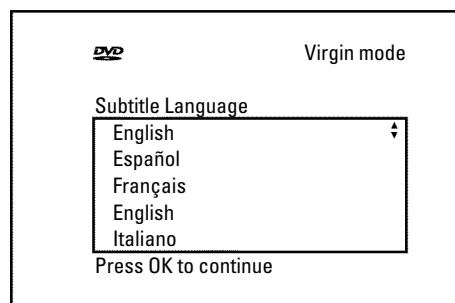 DVD
Virgin mode
Subtitle Language
English
Español
Français
English
Italiano
Press OK to continue